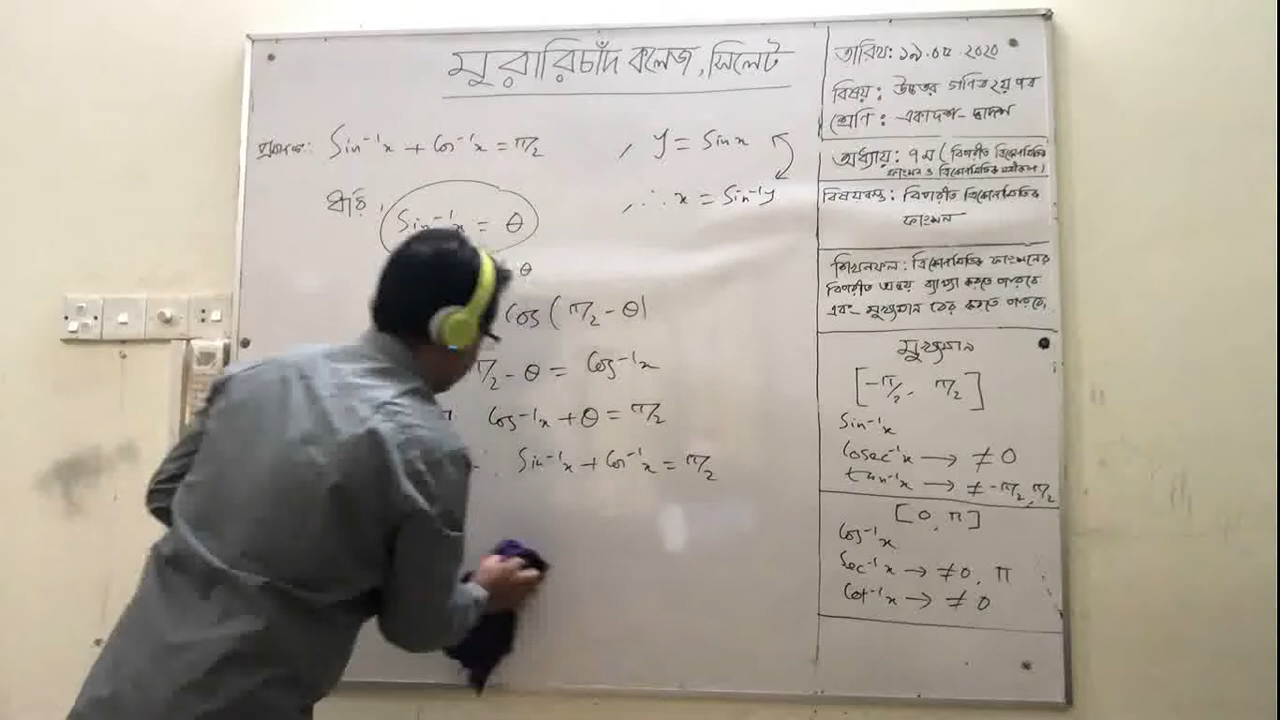 মুরারিচাঁদ কলেজ, সিলেট
Sin⁻¹x + Cos⁻¹x = π/2 , y = Sin x
ধরি, Sin⁻¹x = θ , ∴ x = Sin⁻¹y
θ
Cos (π/2 - θ)
π/2 - θ = Cos⁻¹x
Cos⁻¹x + θ = π/2
∴ Sin⁻¹x + Cos⁻¹x = π/2
তারিখ: ১৯.০৫.২০২০
বিষয়: উচ্চতর গণিত ২য় পত্র
শ্রেণি: একাদশ - দ্বাদশ
অধ্যায়: ৭ম (বিপরীত ত্রিকোণমিতিক
ফাংশন ও ত্রিকোণমিতিক সমীকরণ)
বিষয়বস্তু: বিপরীত ত্রিকোণমিতিক
ফাংশন
শিখনফল: ত্রিকোণমিতিক ফাংশনের
বিপরীত অন্বয় ব্যাখ্যা করতে পারবে
এবং মুখ্যমান বের করতে পারবে,
মুখ্যমান
[-π/2, π/2]
Sin⁻¹x
Cosec⁻¹x → ≠ 0
tan⁻¹x → ≠ -π/2, π/2
[0, π]
Cos⁻¹x
Sec⁻¹x → ≠ 0, π
Cot⁻¹x → ≠ 0